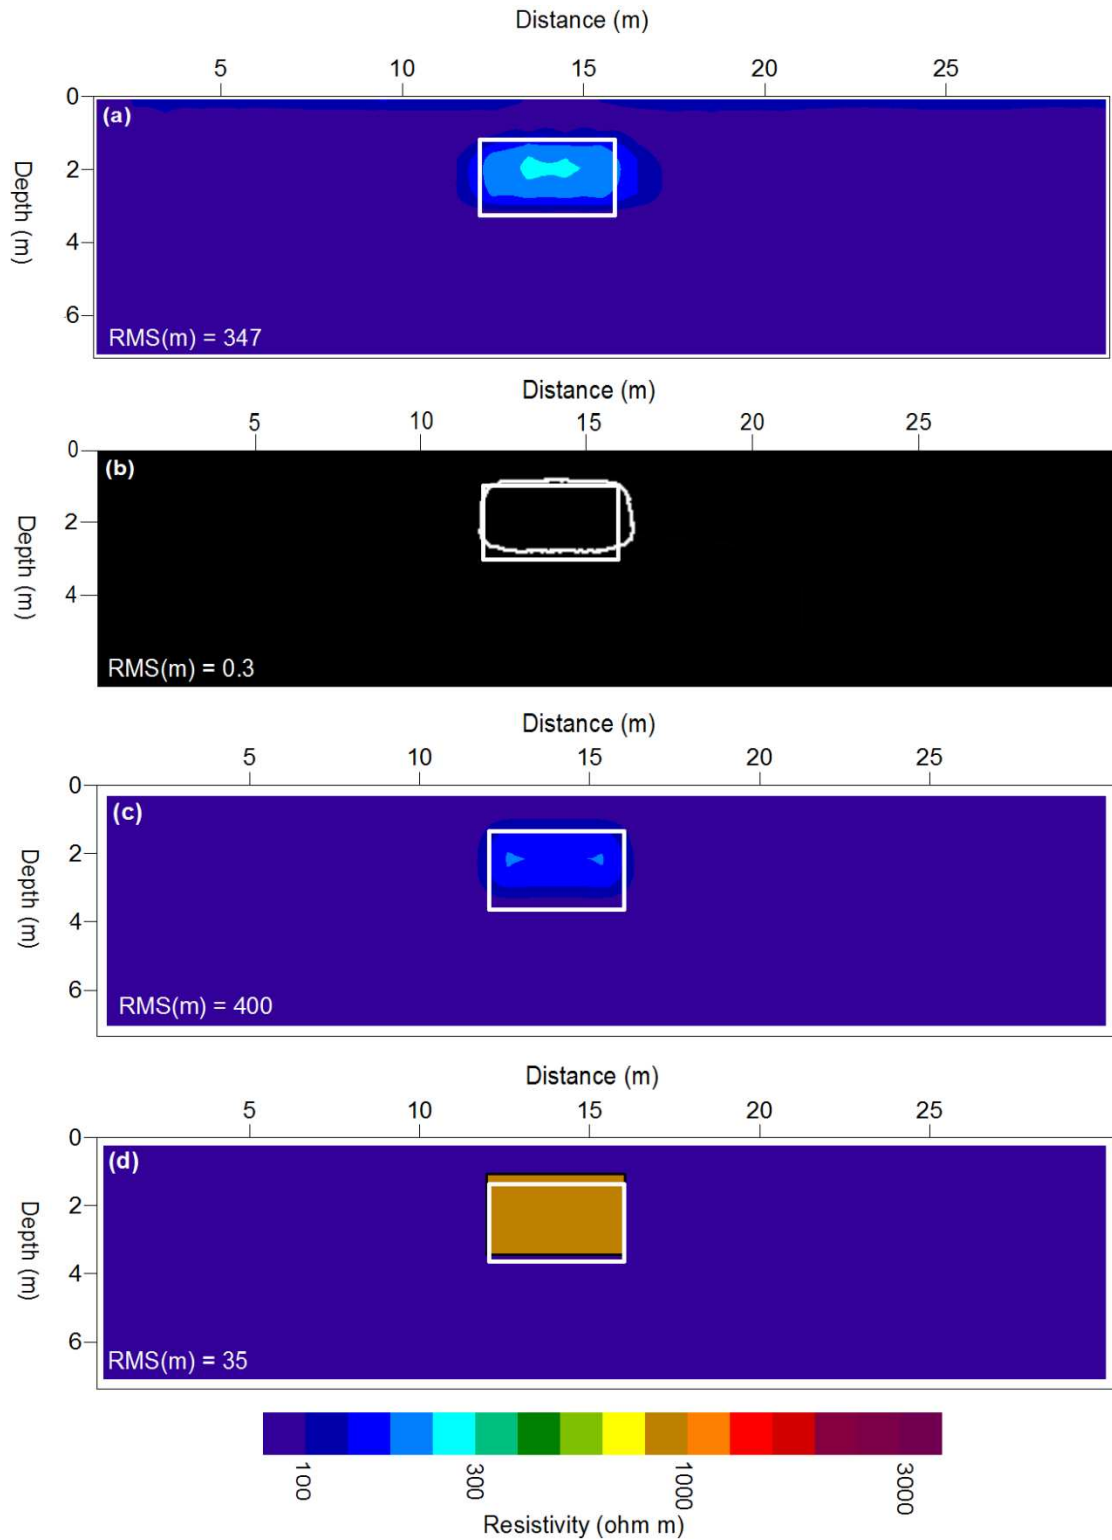 Distance (m)
5 10 15 20 25
0
(a)
2
Depth (m)
4
6
RMS(m) = 347
Distance (m)
5 10 15 20 25
0
(b)
2
Depth (m)
4
RMS(m) = 0.3
Distance (m)
5 10 15 20 25
0
(c)
2
Depth (m)
4
6
RMS(m) = 400
Distance (m)
5 10 15 20 25
0
(d)
2
Depth (m)
4
6
RMS(m) = 35
100 300 1000 3000
Resistivity (ohm m)